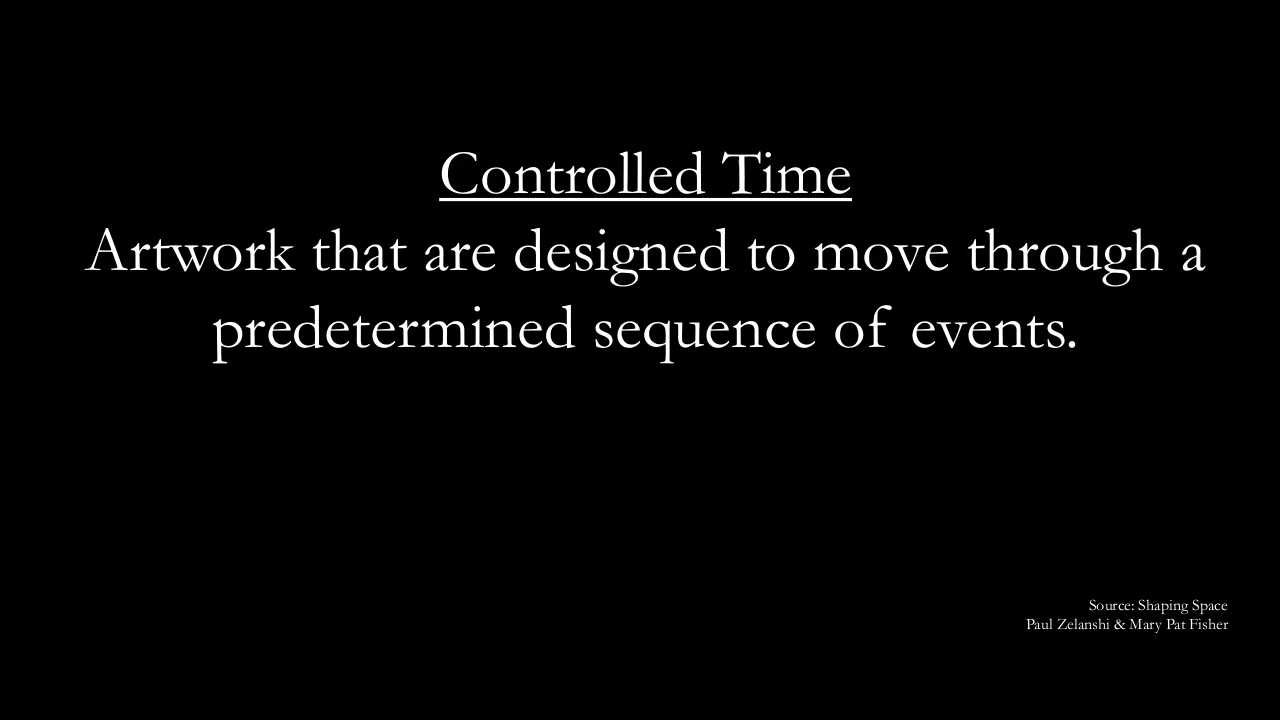 Controlled Time
Artwork that are designed to move through a
predetermined sequence of events.
Source: Shaping Space
Paul Zelanshi & Mary Pat Fisher